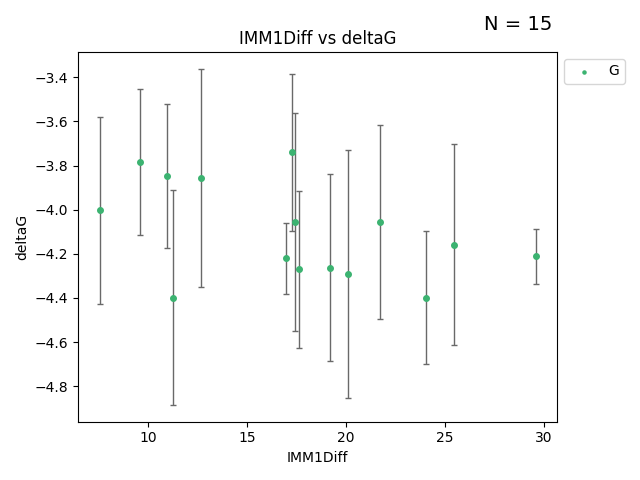 N = 15
IMM1Diff vs deltaG
G
−3.4
−3.6
−3.8
−4.0
−4.2
−4.4
−4.6
−4.8
deltaG
10 15 20 25 30
IMM1Diff